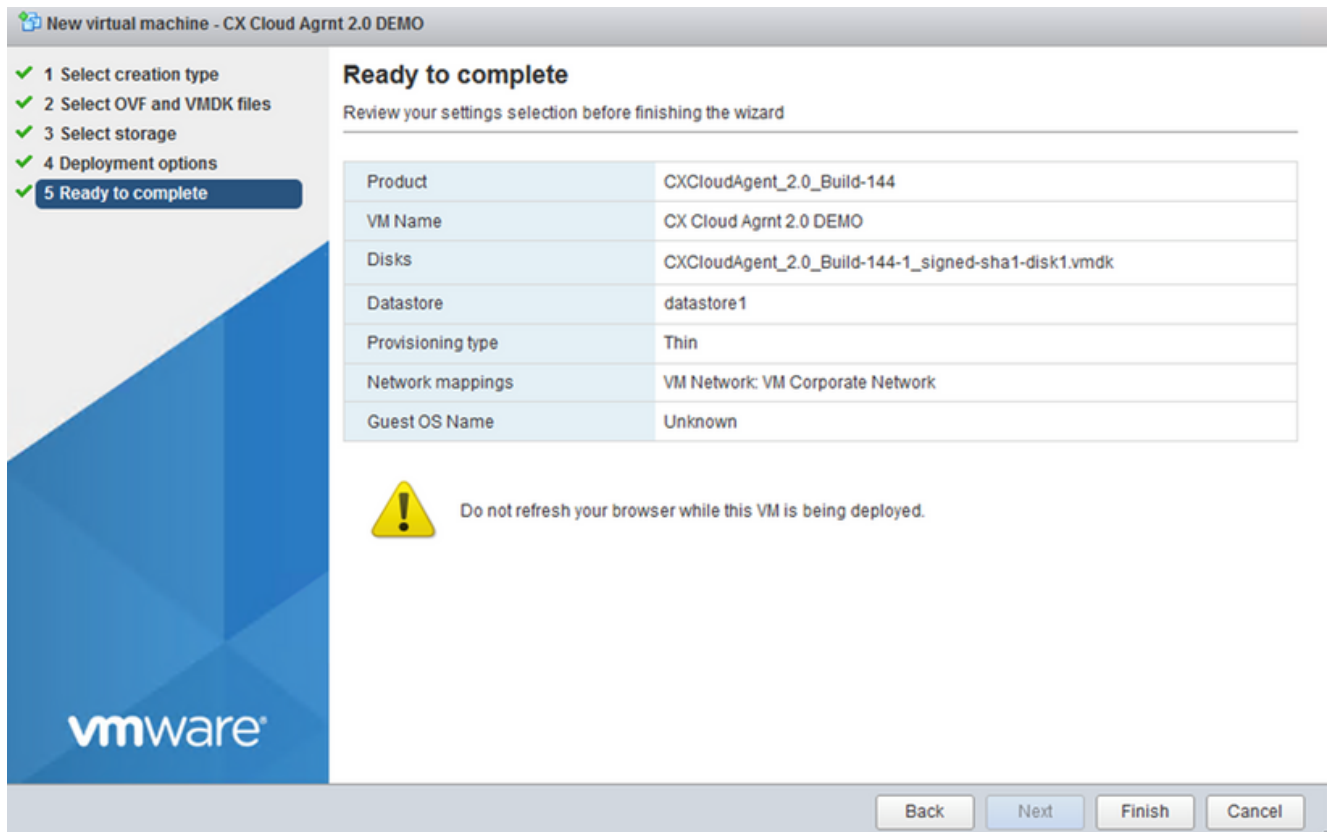 New virtual machine - CX Cloud Agrnt 2.0 DEMO
1 Select creation type
2 Select OVF and VMDK files
3 Select storage
4 Deployment options
5 Ready to complete
Ready to complete
Review your settings selection before finishing the wizard
Product CXCloudAgent_2.0_Build-144
VM Name CX Cloud Agrnt 2.0 DEMO
Disks CXCloudAgent_2.0_Build-144-1_signed-sha1-disk1.vmdk
Datastore datastore1
Provisioning type Thin
Network mappings VM Network: VM Corporate Network
Guest OS Name Unknown
Do not refresh your browser while this VM is being deployed.
vmware®
Back Next Finish Cancel